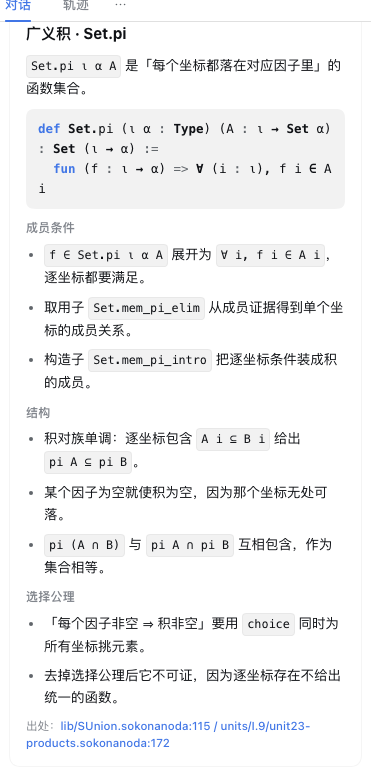 对话 轨迹 ...
广义积 · Set.pi
Set.pi ι α A 是「每个坐标都落在对应因子里」的
函数集合。
def Set.pi (ι α : Type) (A : ι → Set α)
: Set (ι → α) :=
fun (f : ι → α) => ∀ (i : ι), f i ∈ A
i
成员条件
• f ∈ Set.pi ι α A 展开为 ∀ i, f i ∈ A i，
逐坐标都要满足。
• 取用子 Set.mem_pi_elim 从成员证据得到单个坐
标的成员关系。
• 构造子 Set.mem_pi_intro 把逐坐标条件装成积
的成员。
结构
• 积对族单调：逐坐标包含 A i ⊆ B i 给出
pi A ⊆ pi B。
• 某个因子为空就使积为空，因为那个坐标无处可
落。
• pi (A ∩ B) 与 pi A ∩ pi B 互相包含，作为
集合相等。
选择公理
• 「每个因子非空 ⇒ 积非空」要用 choice 同时为
所有坐标挑元素。
• 去掉选择公理后它不可证，因为逐坐标存在不给出
统一的函数。
出处：lib/SUnion.sokonanoda:115 / units/I.9/unit23-
products.sokonanoda:172